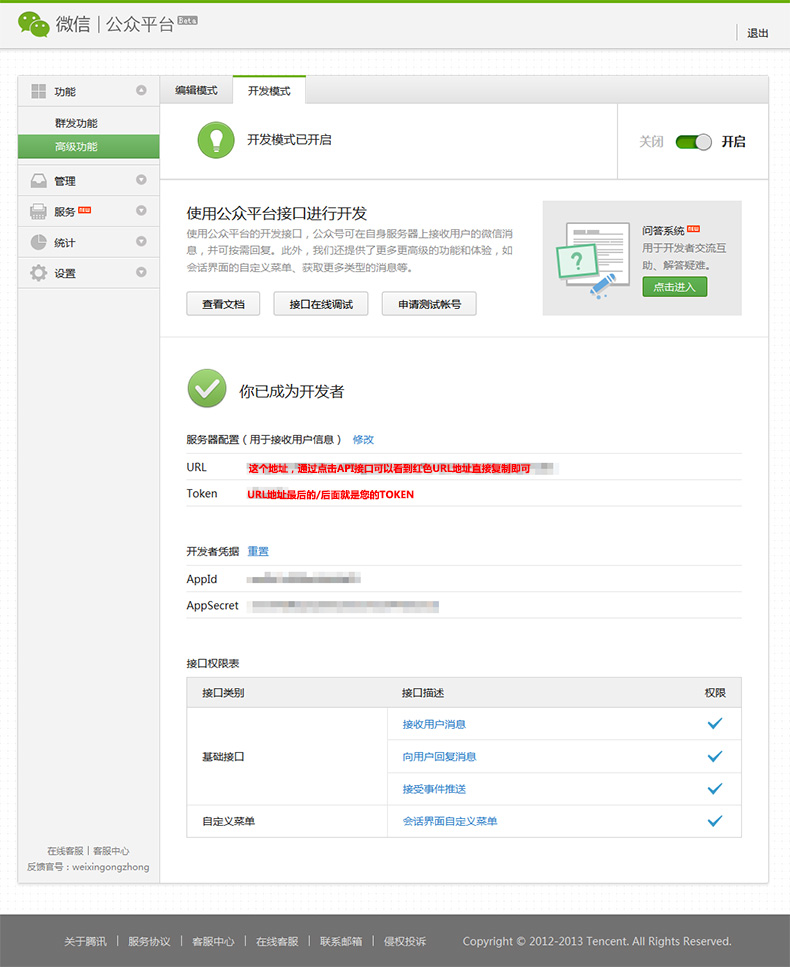 微信 | 公众平台 Beta
退出
功能
群发功能
高级功能
管理
服务 NEW
统计
设置
在线客服 | 客服中心
反馈官号：weixingongzhong
编辑模式
开发模式
开发模式已开启
关闭 开启
使用公众平台接口进行开发
使用公众平台的开发接口，公众号可在自身服务器上接收用户的微信消
息，并可按需回复。此外，我们还提供了更多更高级的功能和体验，如
会话界面的自定义菜单、获取更多类型的消息等。
查看文档 接口在线调试 申请测试帐号
问答系统 NEW
用于开发者交流互
助、解答疑难。
点击进入
你已成为开发者
服务器配置（用于接收用户信息） 修改
URL 这个地址，通过点击API接口可以看到红色URL地址直接复制即可
Token URL地址最后的/后面就是您的TOKEN
开发者凭据 重置
AppId
AppSecret
接口权限表
接口类别 接口描述 权限
基础接口
接收用户消息
向用户回复消息
接受事件推送
自定义菜单 会话界面自定义菜单
关于腾讯 | 服务协议 | 客服中心 | 在线客服 | 联系邮箱 | 侵权投诉 Copyright © 2012-2013 Tencent. All Rights Reserved.